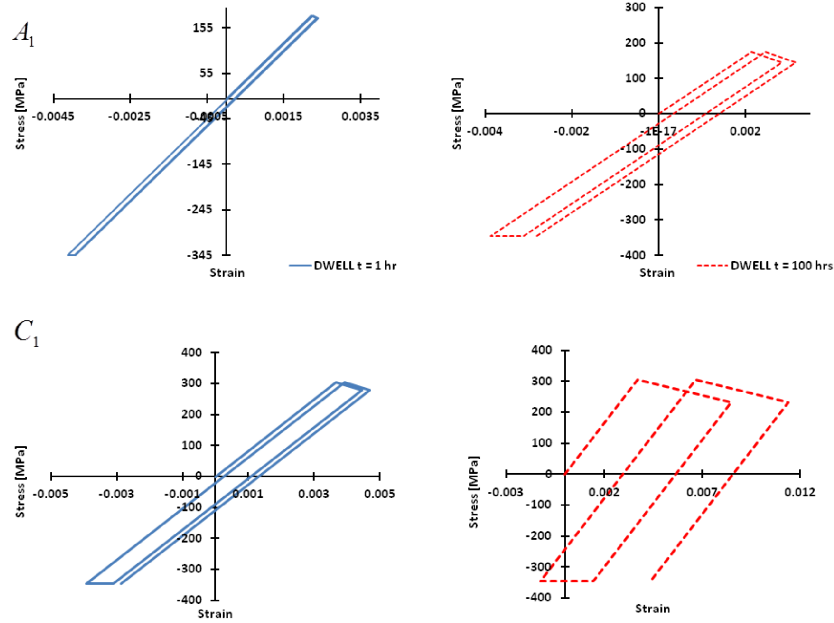 A1
Stress [MPa]
155
55
-45
-145
-245
-345
-0.0045 -0.0025 -0.0005 0.0015 0.0035
Strain
DWELL t = 1 hr
Stress [MPa]
300
200
100
0
-100
-200
-300
-400
-0.004 -0.002 -1E-17 0.002
Strain
DWELL t = 100 hrs
C1
Stress [MPa]
400
300
200
100
0
-100
-200
-300
-400
-0.005 -0.003 -0.001 0.001 0.003 0.005
Strain
Stress [MPa]
400
300
200
100
0
-100
-200
-300
-400
-0.003 0.002 0.007 0.012
Strain